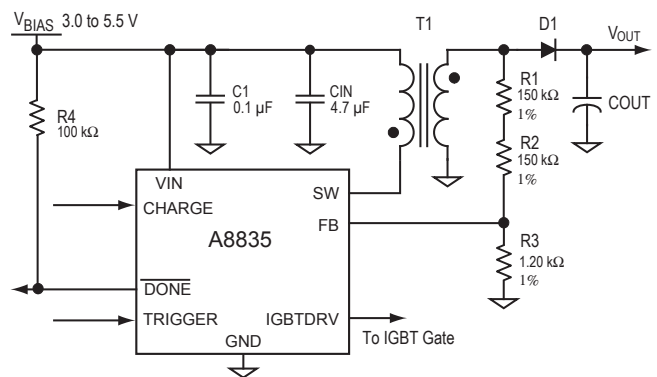 VBIAS 3.0 to 5.5 V
T1
D1
VOUT
R4
100 kΩ
C1
0.1 µF
CIN
4.7 µF
R1
150 kΩ
1%
COUT
R2
150 kΩ
1%
VIN
SW
CHARGE
FB
A8835
R3
1.20 kΩ
1%
DONE
TRIGGER
IGBTDRV
To IGBT Gate
GND